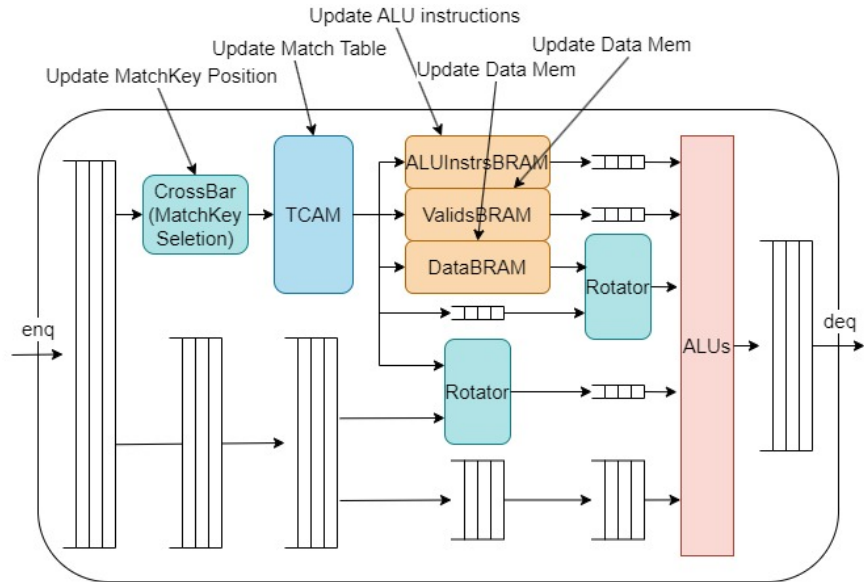 Update ALU instructions
Update Match Table
Update Data Mem
Update MatchKey Position
Update Data Mem
CrossBar
(MatchKey
Seletion)
TCAM
ALUInstrsBRAM
ValidsBRAM
DataBRAM
Rotator
enq
ALUs
deq
Rotator